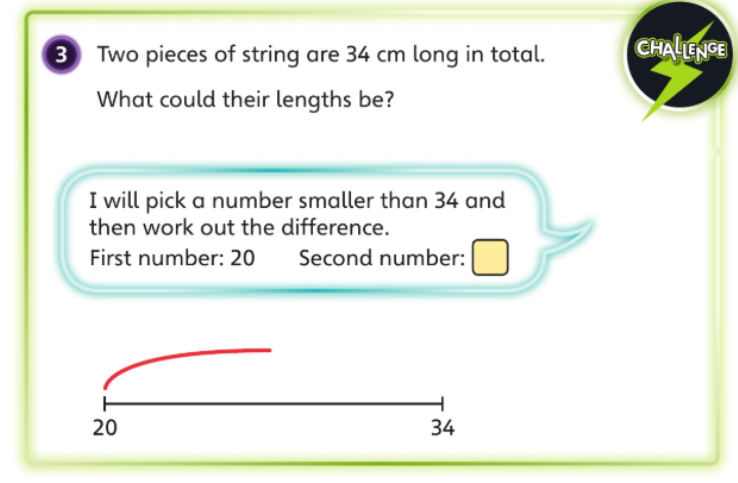 CHALLENGE
3 Two pieces of string are 34 cm long in total.
What could their lengths be?
I will pick a number smaller than 34 and
then work out the difference.
First number: 20 Second number:
20 34